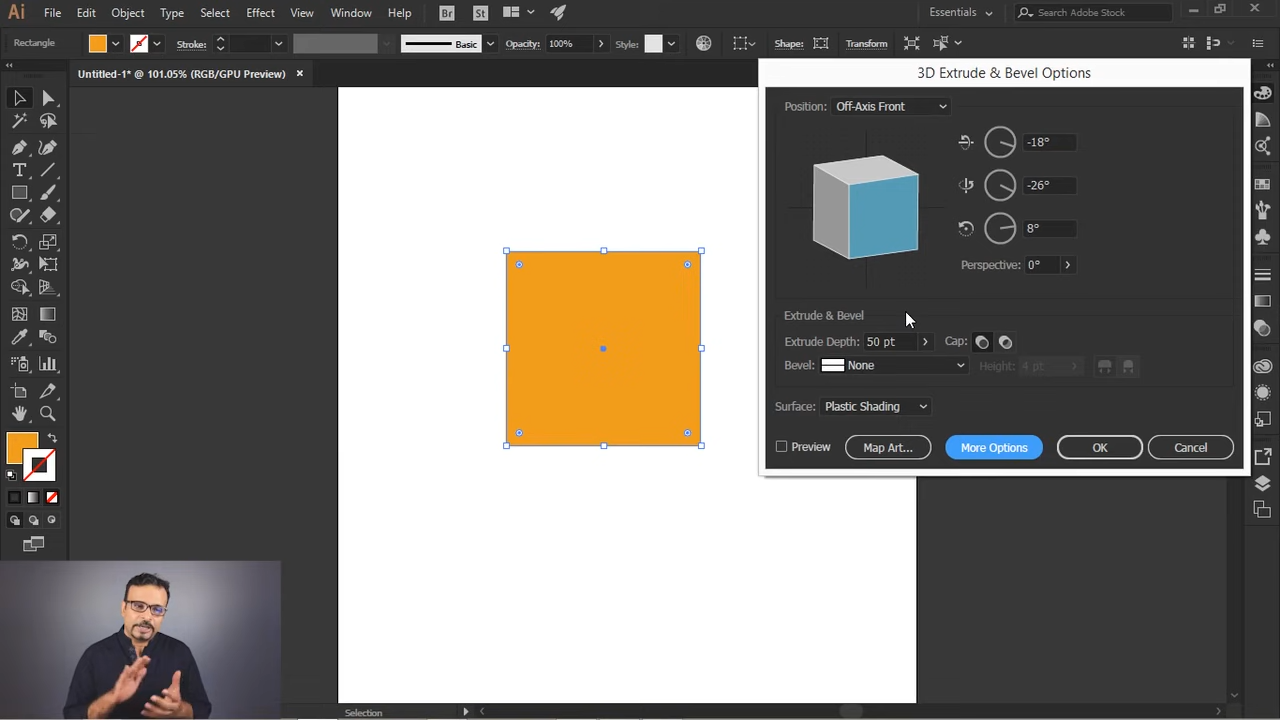 Ai File Edit Object Type Select Effect View Window Help Br St Essentials Search Adobe Stock
Rectangle Stroke: Basic Opacity: 100% Style: Shape: Transform
Untitled-1* @ 101.05% (RGB/GPU Preview) ×
3D Extrude & Bevel Options
Position: Off-Axis Front
-18°
-26°
8°
Perspective: 0°
Extrude & Bevel
Extrude Depth: 50 pt Cap:
Bevel: None Height: 4 pt
Surface: Plastic Shading
Preview Map Art... More Options OK Cancel
Selection